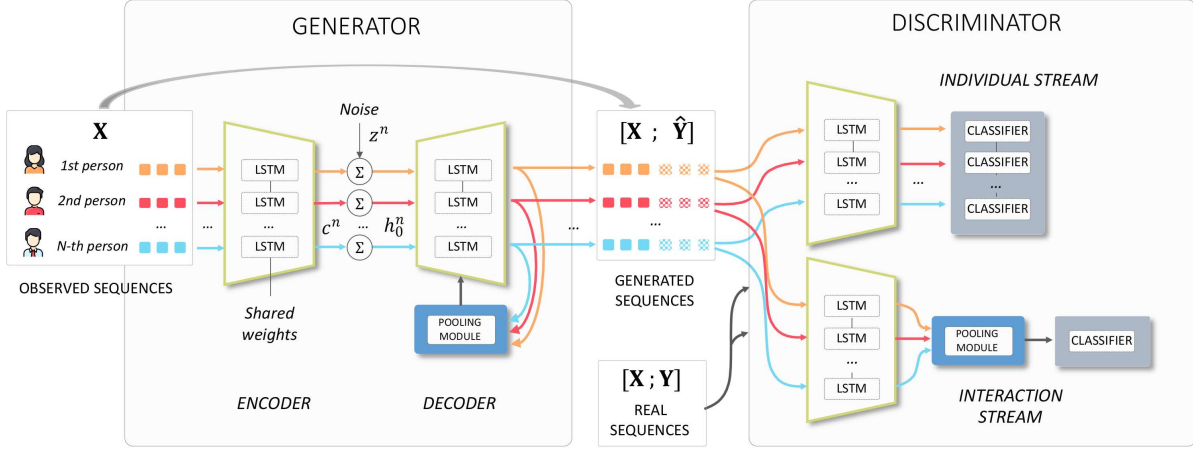 GENERATOR
DISCRIMINATOR
X
1st person
2nd person
...
N-th person
OBSERVED SEQUENCES
...
LSTM
LSTM
...
LSTM
Shared
weights
ENCODER
Noise
z^n
Σ
Σ
c^n ... h_0^n
Σ
LSTM
LSTM
...
LSTM
POOLING
MODULE
DECODER
...
[X ; Ŷ]
...
GENERATED
SEQUENCES
[X ; Y]
REAL
SEQUENCES
INDIVIDUAL STREAM
LSTM
LSTM
...
LSTM
...
CLASSIFIER
CLASSIFIER
...
CLASSIFIER
LSTM
LSTM
...
LSTM
POOLING
MODULE
CLASSIFIER
INTERACTION
STREAM